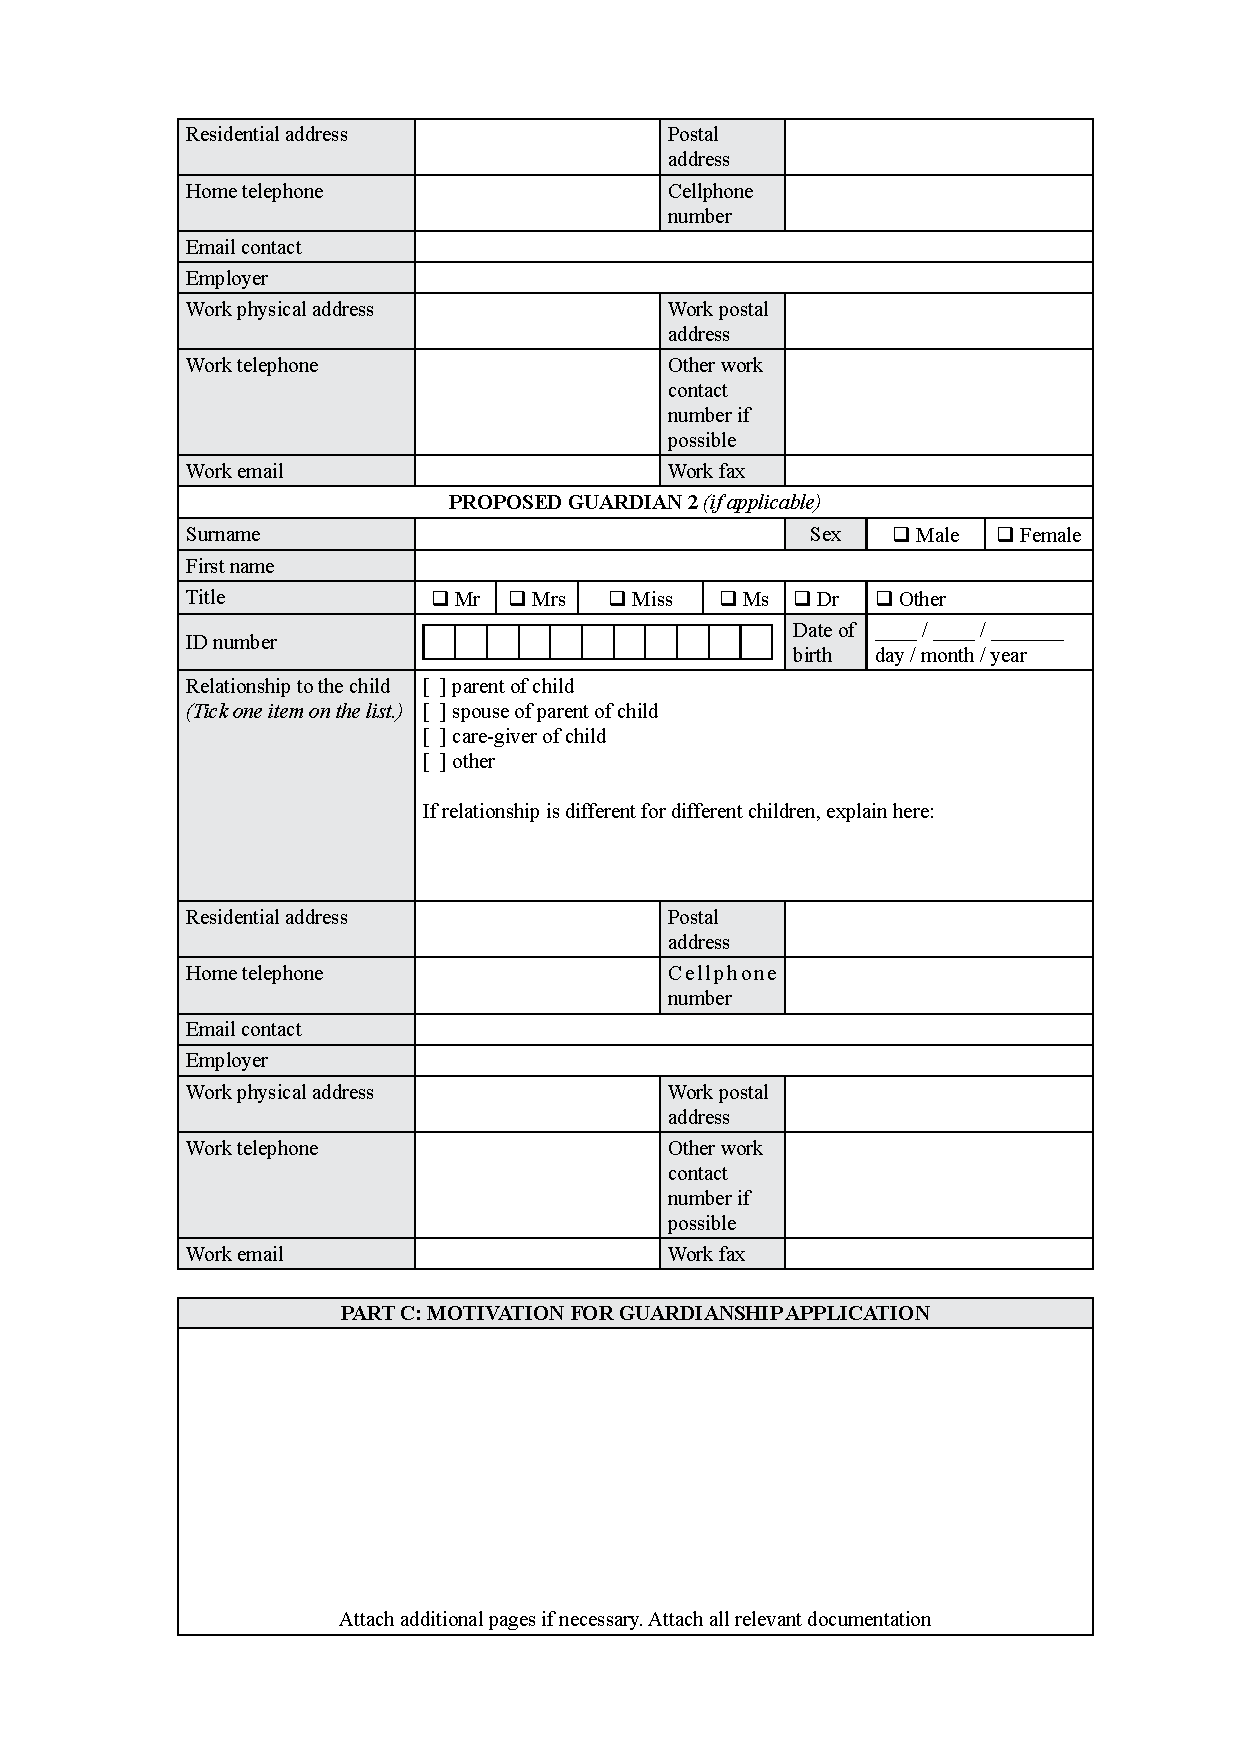 Residential address
Postal
address
Home telephone
Cellphone
number
Email contact
Employer
Work physical address
Work postal
address
Work telephone
Other work
contact
number if
possible
Work email
Work fax
PROPOSED GUARDIAN 2 (if applicable)
Surname
Sex
❑ Male
❑ Female
First name
Title
❑ Mr
❑ Mrs
❑ Miss
❑ Ms
❑ Dr
❑ Other
ID number
Date of
birth
____ / ____ / _______
day / month / year
Relationship to the child
(Tick one item on the list.)
[ ] parent of child
[ ] spouse of parent of child
[ ] care-giver of child
[ ] other
If relationship is different for different children, explain here:
Residential address
Postal
address
Home telephone
Cellphone
number
Email contact
Employer
Work physical address
Work postal
address
Work telephone
Other work
contact
number if
possible
Work email
Work fax
PART C: MOTIVATION FOR GUARDIANSHIP APPLICATION
Attach additional pages if necessary. Attach all relevant documentation